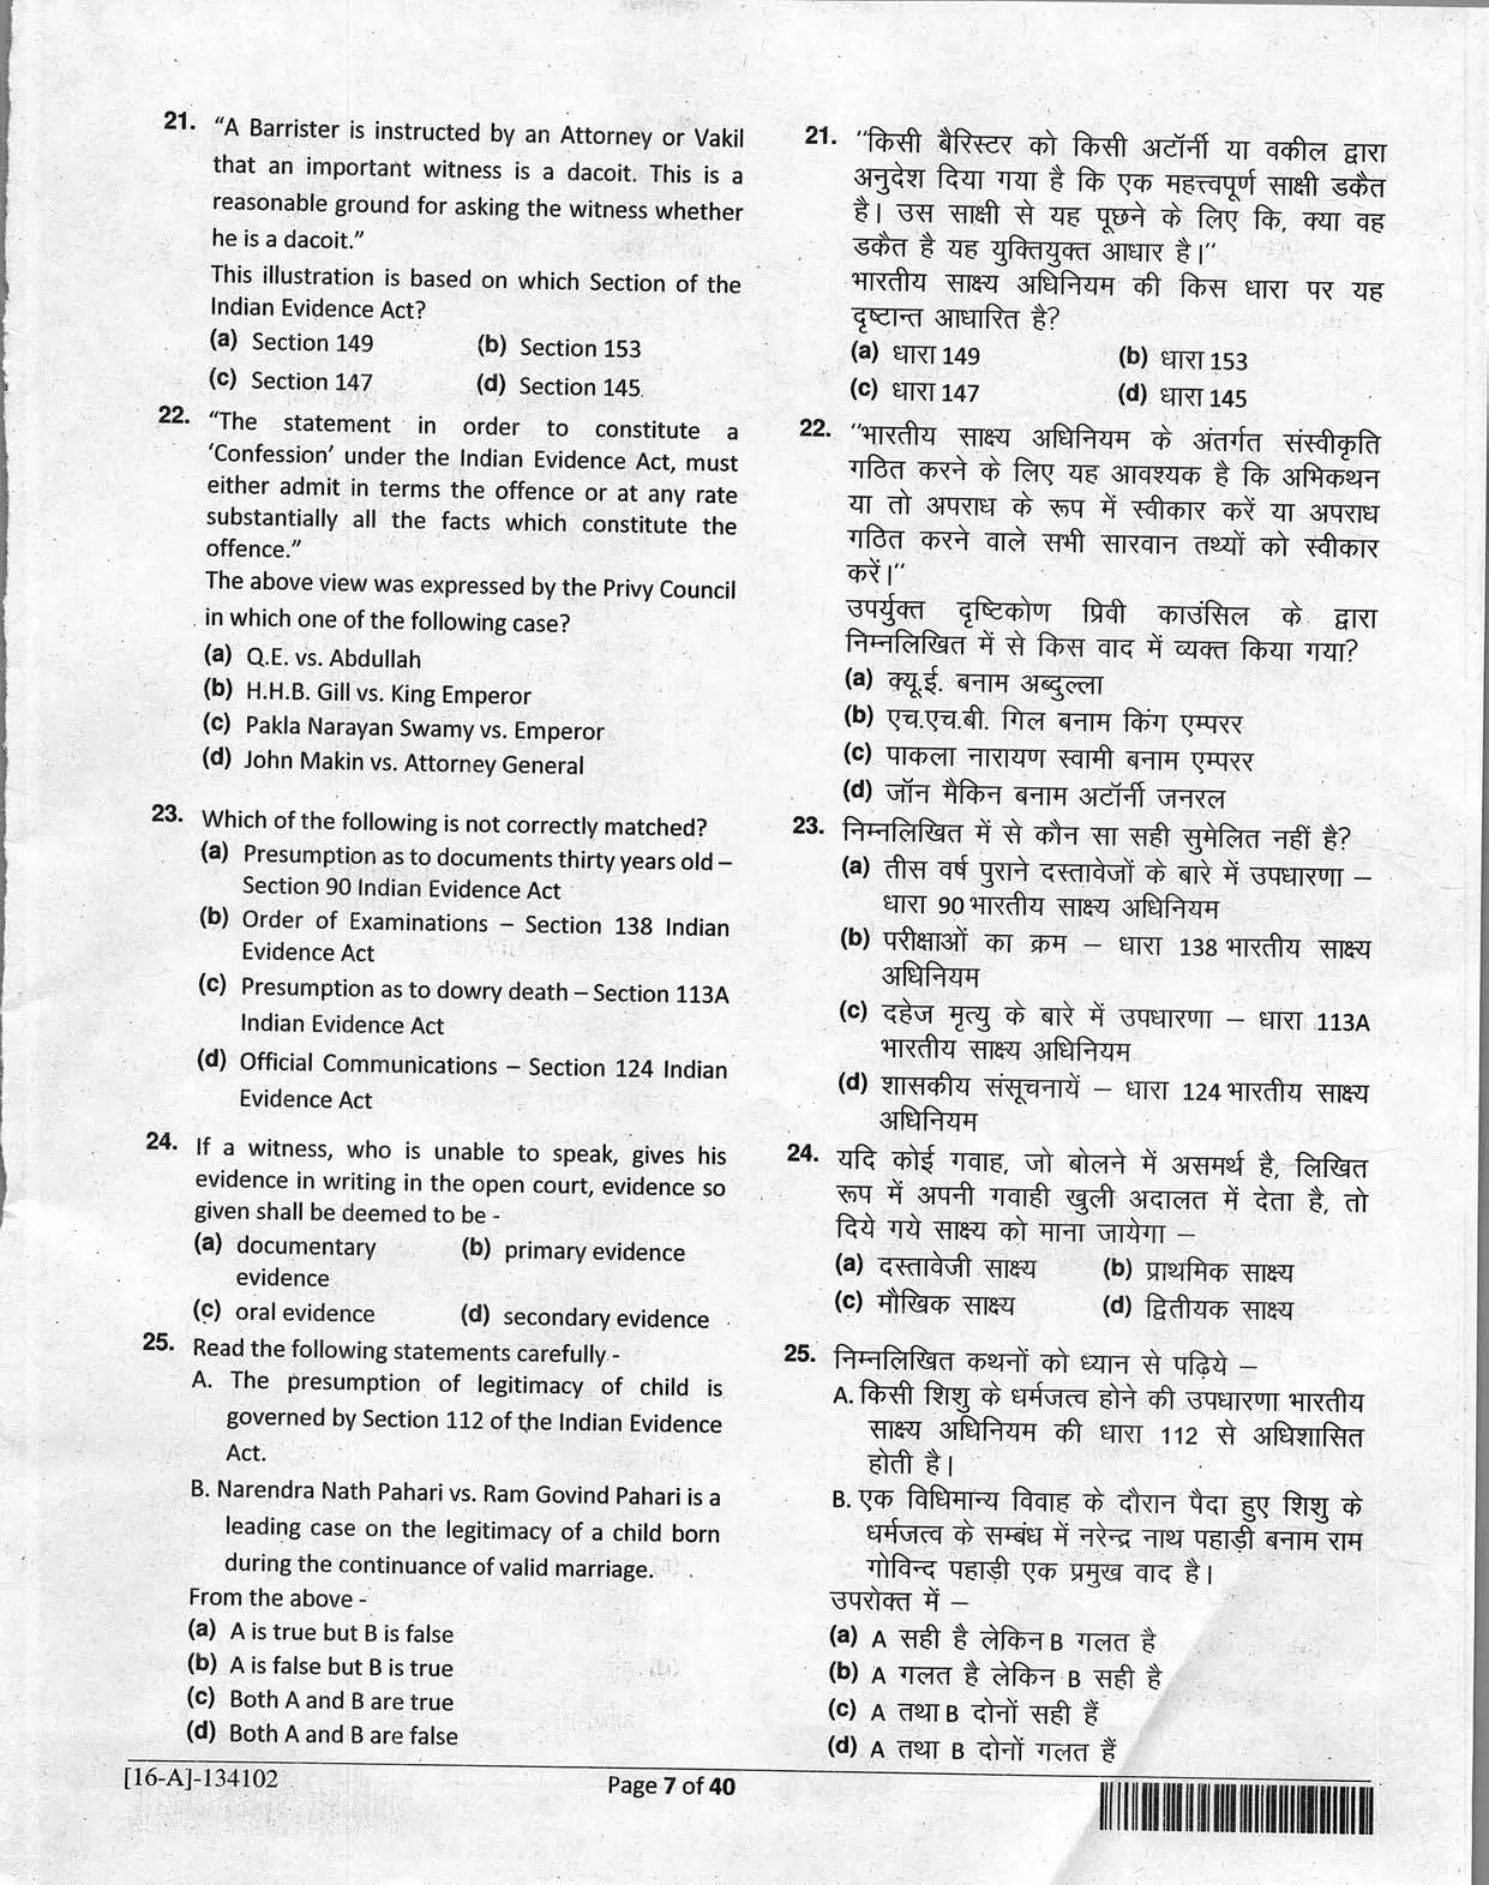 21. “A Barrister is instructed by an Attorney or Vakil
that an important witness is a dacoit. This is a
reasonable ground for asking the witness whether
he is a dacoit.”
This illustration is based on which Section of the
Indian Evidence Act?
(a) Section 149 (b) Section 153
(c) Section 147 (d) Section 145
22. “The statement in order to constitute a
‘Confession’ under the Indian Evidence Act, must
either admit in terms the offence or at any rate
substantially all the facts which constitute the
offence.”
The above view was expressed by the Privy Council
in which one of the following case?
(a) Q.E. vs. Abdullah
(b) H.H.B. Gill vs. King Emperor
(c) Pakla Narayan Swamy vs. Emperor
(d) John Makin vs. Attorney General
23. Which of the following is not correctly matched?
(a) Presumption as to documents thirty years old –
Section 90 Indian Evidence Act
(b) Order of Examinations – Section 138 Indian
Evidence Act
(c) Presumption as to dowry death – Section 113A
Indian Evidence Act
(d) Official Communications – Section 124 Indian
Evidence Act
24. If a witness, who is unable to speak, gives his
evidence in writing in the open court, evidence so
given shall be deemed to be -
(a) documentary (b) primary evidence
evidence
(c) oral evidence (d) secondary evidence
25. Read the following statements carefully -
A. The presumption of legitimacy of child is
governed by Section 112 of the Indian Evidence
Act.
B. Narendra Nath Pahari vs. Ram Govind Pahari is a
leading case on the legitimacy of a child born
during the continuance of valid marriage.
From the above -
(a) A is true but B is false
(b) A is false but B is true
(c) Both A and B are true
(d) Both A and B are false
21. “किसी बैरिस्टर को किसी अटॉर्नी या वकील द्वारा
अनुदेश दिया गया है कि एक महत्त्वपूर्ण साक्षी डकैत
है। उस साक्षी से यह पूछने के लिए कि, क्या वह
डकैत है यह युक्तियुक्त आधार है।”
भारतीय साक्ष्य अधिनियम की किस धारा पर यह
दृष्टान्त आधारित है?
(a) धारा 149 (b) धारा 153
(c) धारा 147 (d) धारा 145
22. “भारतीय साक्ष्य अधिनियम के अंतर्गत संस्वीकृति
गठित करने के लिए यह आवश्यक है कि अभिकथन
या तो अपराध के रूप में स्वीकार करें या अपराध
गठित करने वाले सभी सारवान तथ्यों को स्वीकार
करें।”
उपर्युक्त दृष्टिकोण प्रिवी काउंसिल के द्वारा
निम्नलिखित में से किस वाद में व्यक्त किया गया?
(a) क्यू.ई. बनाम अब्दुल्ला
(b) एच.एच.बी. गिल बनाम किंग एम्परर
(c) पाकला नारायण स्वामी बनाम एम्परर
(d) जॉन मैकिन बनाम अटॉर्नी जनरल
23. निम्नलिखित में से कौन सा सही सुमेलित नहीं है?
(a) तीस वर्ष पुराने दस्तावेजों के बारे में उपधारणा –
धारा 90 भारतीय साक्ष्य अधिनियम
(b) परीक्षाओं का क्रम – धारा 138 भारतीय साक्ष्य
अधिनियम
(c) दहेज मृत्यु के बारे में उपधारणा – धारा 113A
भारतीय साक्ष्य अधिनियम
(d) शासकीय संसूचनायें – धारा 124 भारतीय साक्ष्य
अधिनियम
24. यदि कोई गवाह, जो बोलने में असमर्थ है, लिखित
रूप में अपनी गवाही खुली अदालत में देता है, तो
दिये गये साक्ष्य को माना जायेगा –
(a) दस्तावेजी साक्ष्य (b) प्राथमिक साक्ष्य
(c) मौखिक साक्ष्य (d) द्वितीयक साक्ष्य
25. निम्नलिखित कथनों को ध्यान से पढ़िये –
A. किसी शिशु के धर्मजत्व होने की उपधारणा भारतीय
साक्ष्य अधिनियम की धारा 112 से अधिशासित
होती है।
B. एक विधिमान्य विवाह के दौरान पैदा हुए शिशु के
धर्मजत्व के सम्बंध में नरेन्द्र नाथ पहाड़ी बनाम राम
गोविन्द पहाड़ी एक प्रमुख वाद है।
उपरोक्त में –
(a) A सही है लेकिन B गलत है
(b) A गलत है लेकिन B सही है
(c) A तथा B दोनों सही हैं
(d) A तथा B दोनों गलत हैं
[16-A]-134102 Page 7 of 40